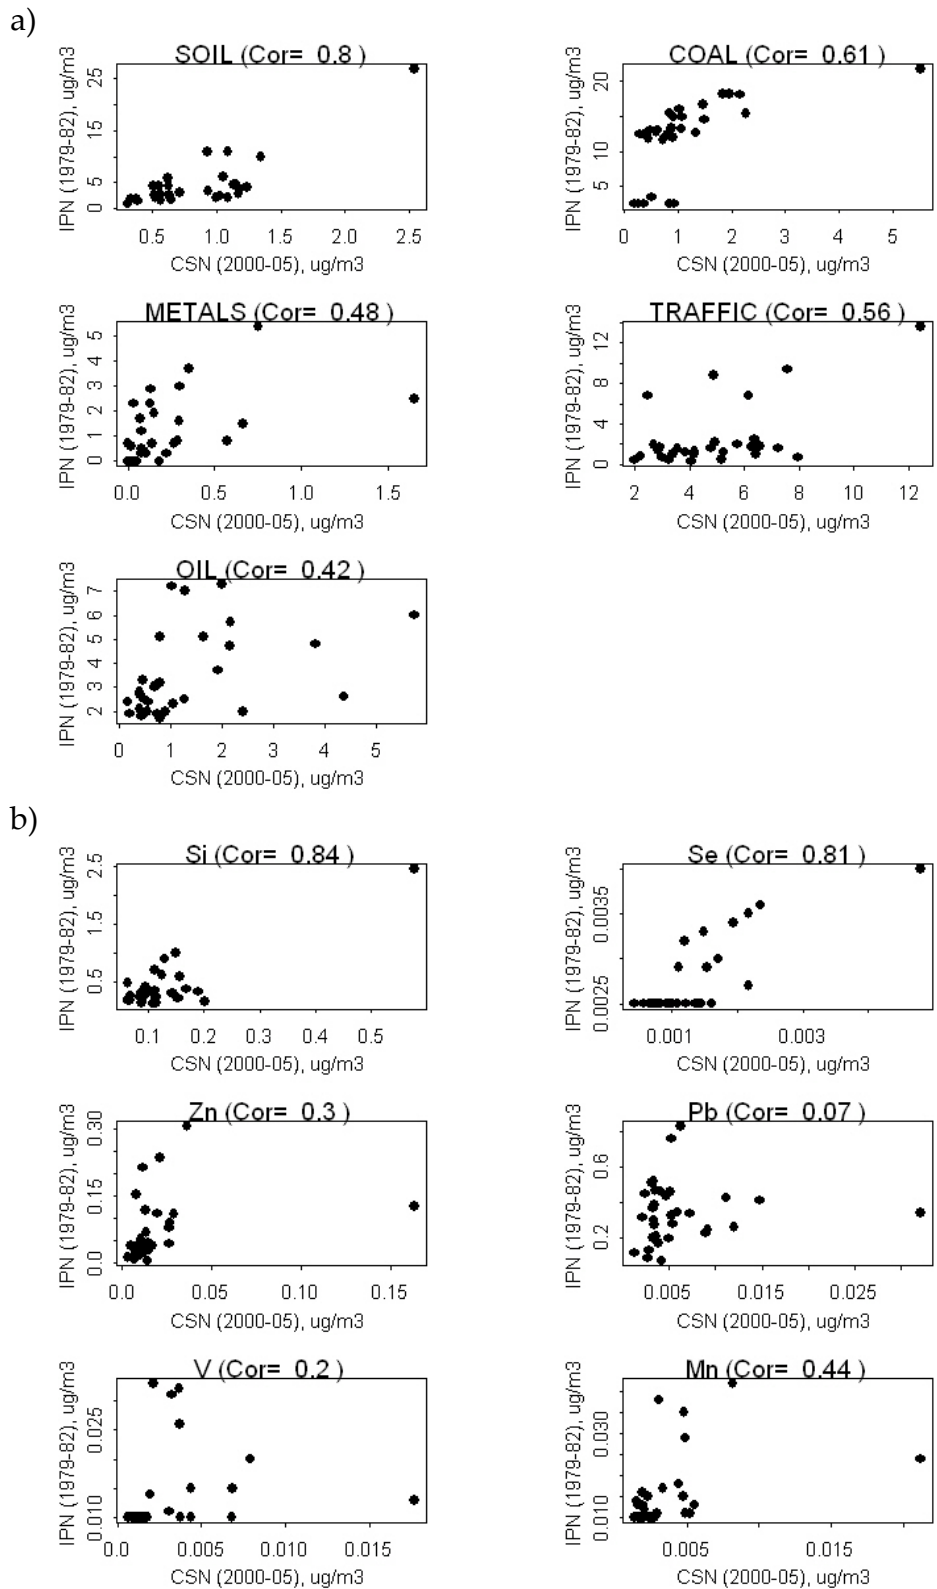 a)
SOIL (Cor= 0.8 )
IPN (1979-82), ug/m3
0 5 15 25
0.5 1.0 1.5 2.0 2.5
CSN (2000-05), ug/m3
COAL (Cor= 0.61 )
IPN (1979-82), ug/m3
5 10 20
0 1 2 3 4 5
CSN (2000-05), ug/m3
METALS (Cor= 0.48 )
IPN (1979-82), ug/m3
0 1 2 3 4 5
0.0 0.5 1.0 1.5
CSN (2000-05), ug/m3
TRAFFIC (Cor= 0.56 )
IPN (1979-82), ug/m3
0 4 8 12
2 4 6 8 10 12
CSN (2000-05), ug/m3
OIL (Cor= 0.42 )
IPN (1979-82), ug/m3
2 3 4 5 6 7
0 1 2 3 4 5
CSN (2000-05), ug/m3
b)
Si (Cor= 0.84 )
IPN (1979-82), ug/m3
0.5 1.5 2.5
0.1 0.2 0.3 0.4 0.5
CSN (2000-05), ug/m3
Se (Cor= 0.81 )
IPN (1979-82), ug/m3
0.0025 0.0035
0.001 0.003
CSN (2000-05), ug/m3
Zn (Cor= 0.3 )
IPN (1979-82), ug/m3
0.0 0.15 0.30
0.0 0.05 0.10 0.15
CSN (2000-05), ug/m3
Pb (Cor= 0.07 )
IPN (1979-82), ug/m3
0.2 0.6
0.005 0.015 0.025
CSN (2000-05), ug/m3
V (Cor= 0.2 )
IPN (1979-82), ug/m3
0.010 0.025
0.0 0.005 0.010 0.015
CSN (2000-05), ug/m3
Mn (Cor= 0.44 )
IPN (1979-82), ug/m3
0.010 0.030
0.005 0.015
CSN (2000-05), ug/m3